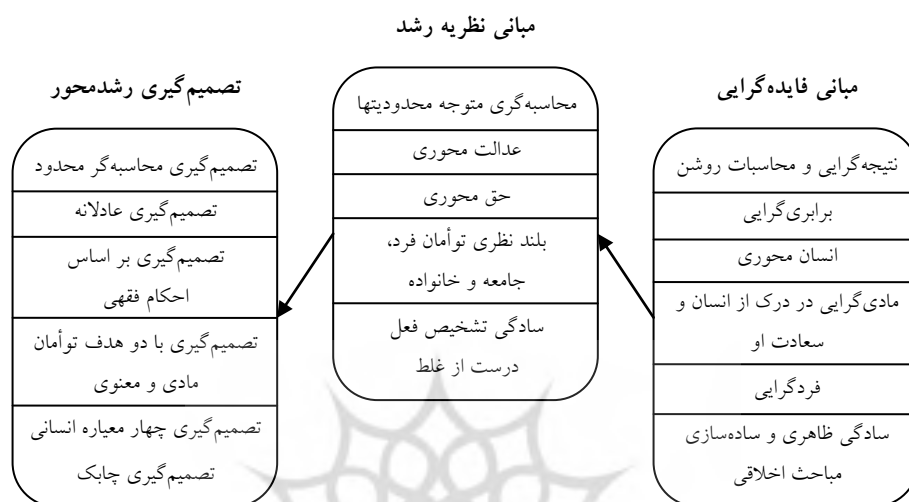 مبانی نظریه رشد
مبانی فایده‌گرایی
نتیجه‌گرایی و محاسبات روشن
برابری‌گرایی
انسان محوری
مادی‌گرایی در درک از انسان و
سعادت او
فردگرایی
سادگی ظاهری و ساده‌سازی
مباحث اخلاقی
محاسبه‌گری متوجه محدودیتها
عدالت محوری
حق محوری
بلند نظری توأمان فرد،
جامعه و خانواده
سادگی تشخیص فعل
درست از غلط
تصمیم‌گیری رشدمحور
تصمیم‌گیری محاسبه‌گر محدود
تصمیم‌گیری عادلانه
تصمیم‌گیری بر اساس
احکام فقهی
تصمیم‌گیری با دو هدف توأمان
مادی و معنوی
تصمیم‌گیری چهار معیاره انسانی
تصمیم‌گیری چابک